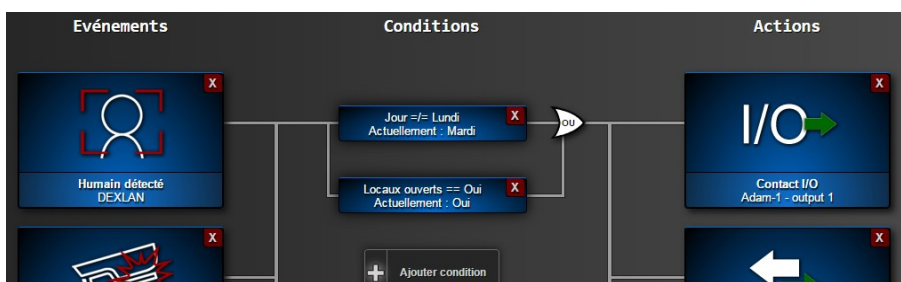 Evénements
Conditions
Actions
X
Humain détecté
DEXLAN
X
Jour =/= Lundi
Actuellement : Mardi
X
OU
Locaux ouverts == Oui
Actuellement : Oui
X
+ Ajouter condition
I/O
X
Contact I/O
Adam-1 - output 1
X